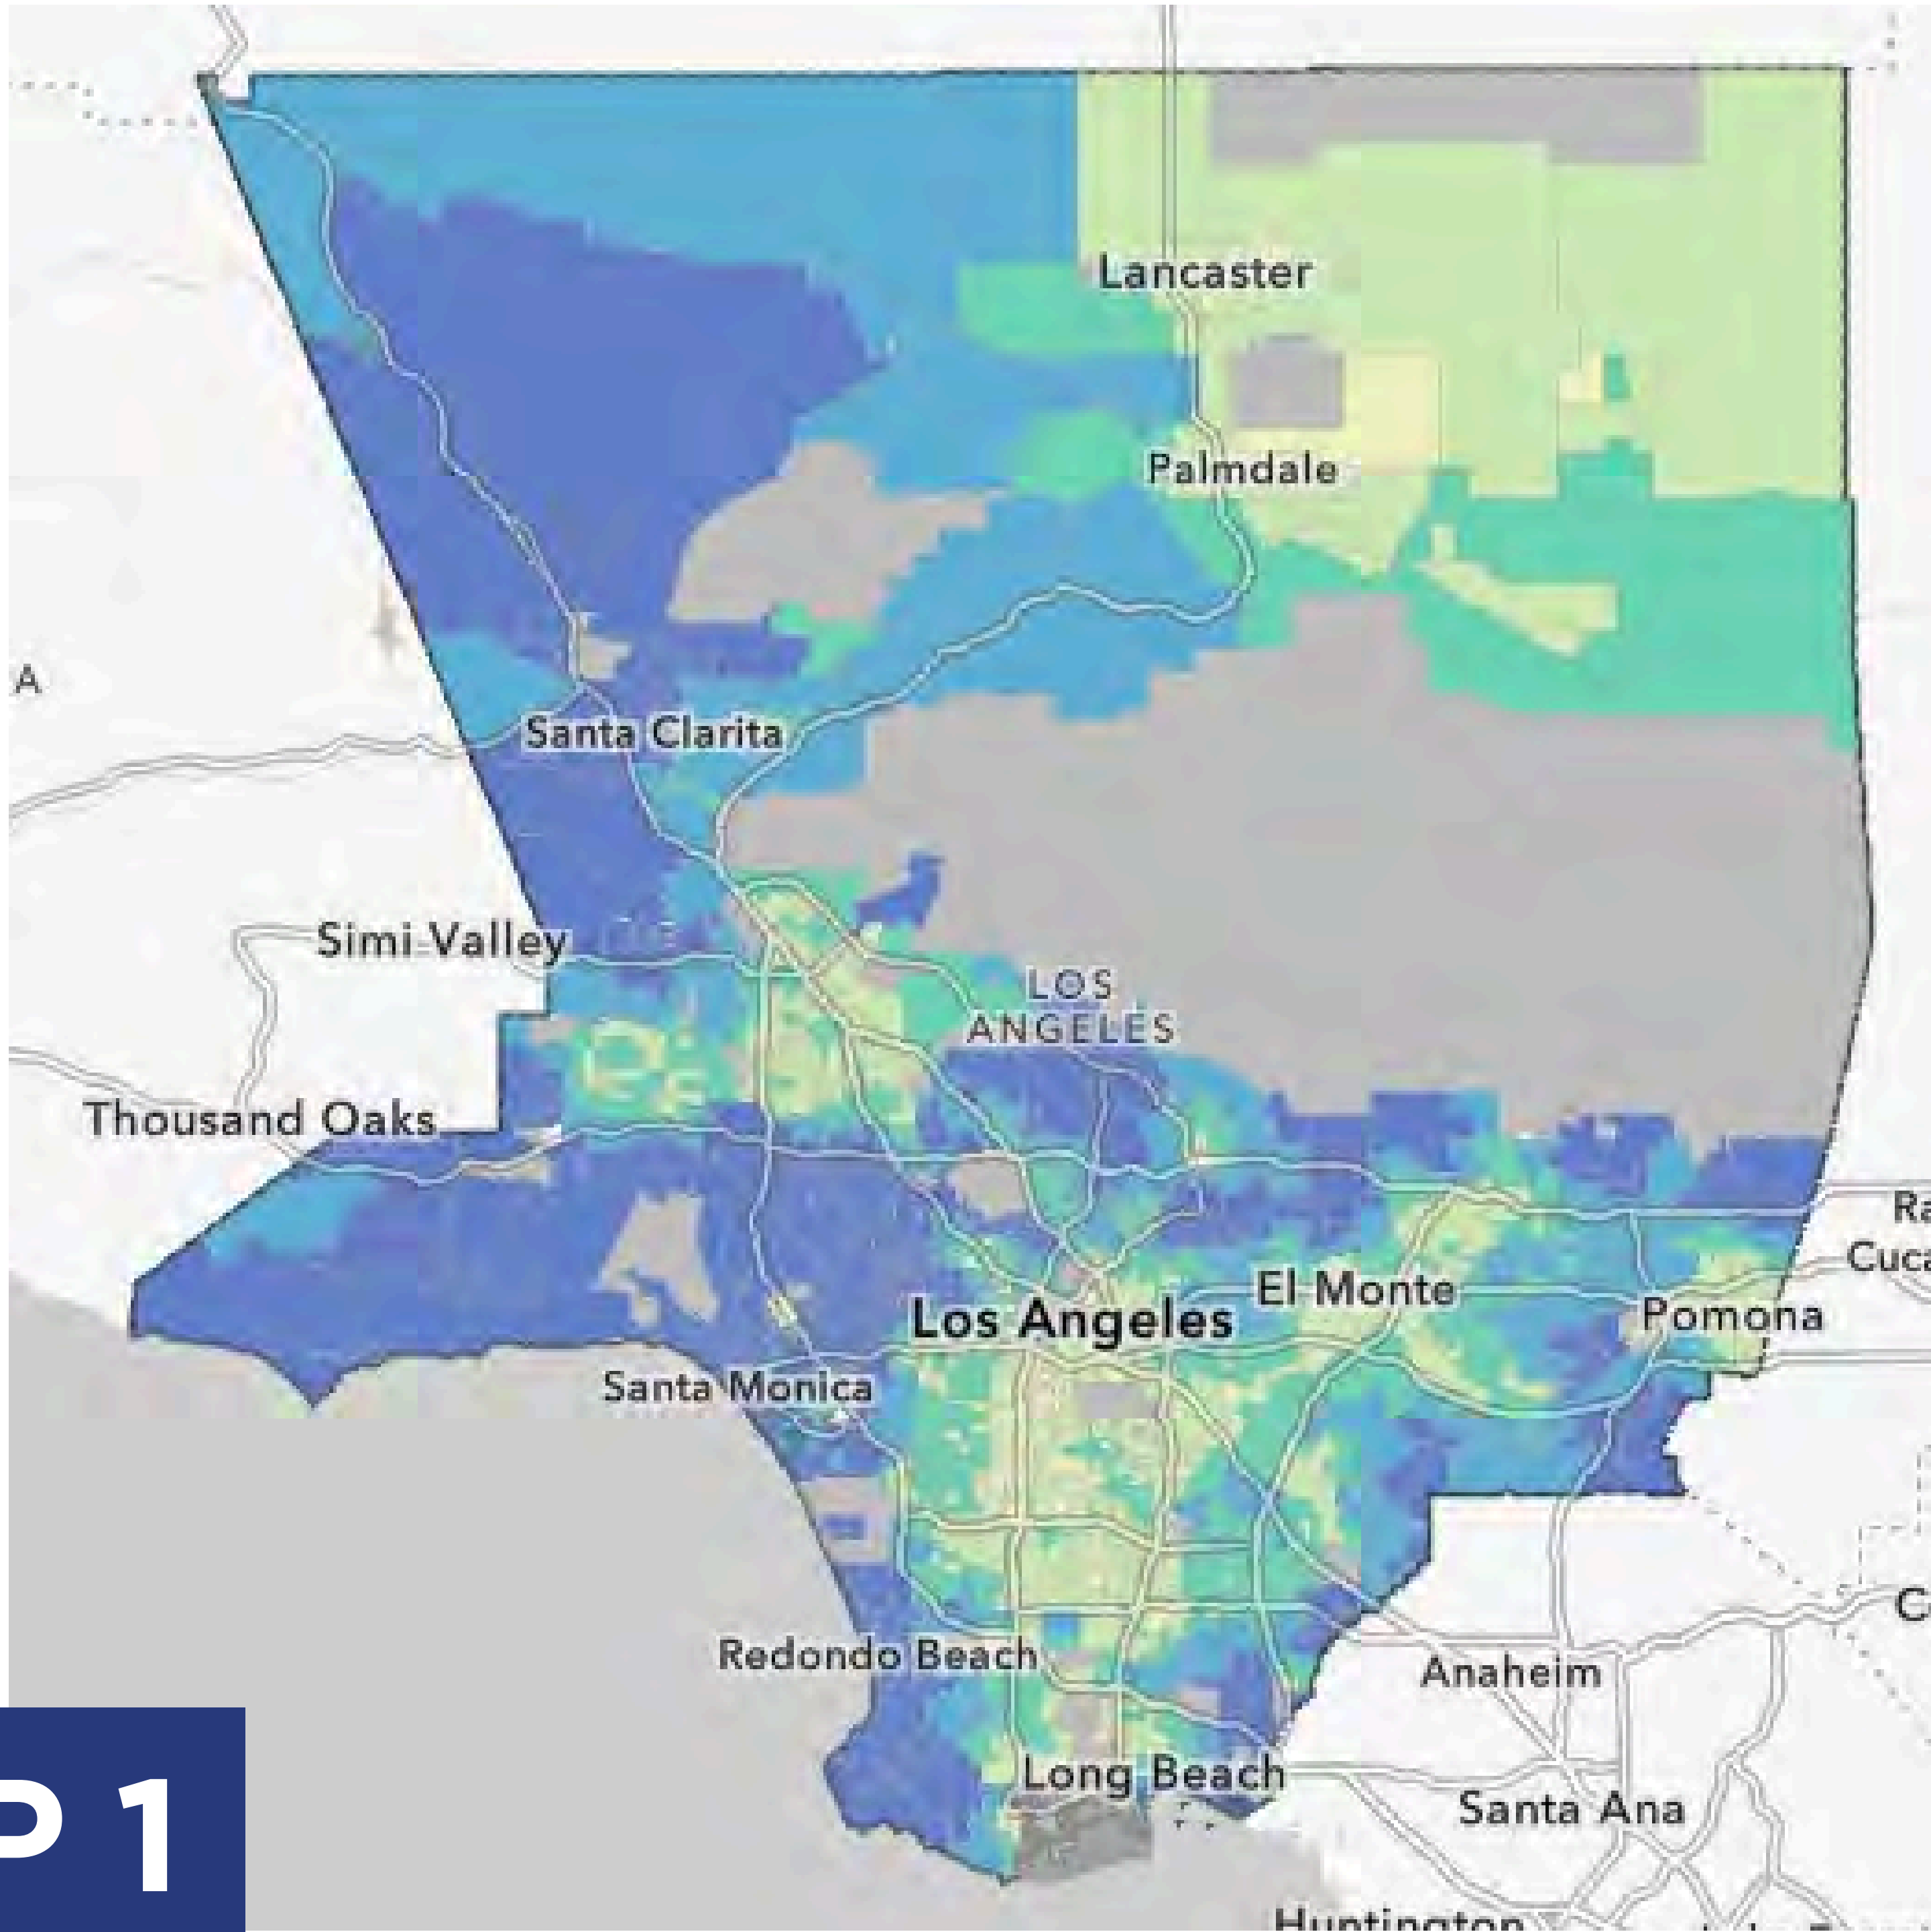 Lancaster
Palmdale
A
Santa Clarita
Simi Valley
LOS
ANGELES
Thousand Oaks
Ra
Cuca
El Monte
Los Angeles
Pomona
Santa Monica
C
Redondo Beach
Anaheim
P 1
Long Beach
Santa Ana
Huntington